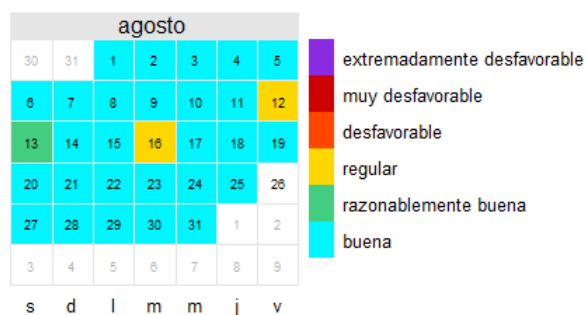 agosto
30 31 1 2 3 4 5
6 7 8 9 10 11 12
13 14 15 16 17 18 19
20 21 22 23 24 25 26
27 28 29 30 31 1 2
3 4 5 6 7 8 9
s d l m m j v
extremadamente desfavorable
muy desfavorable
desfavorable
regular
razonablemente buena
buena